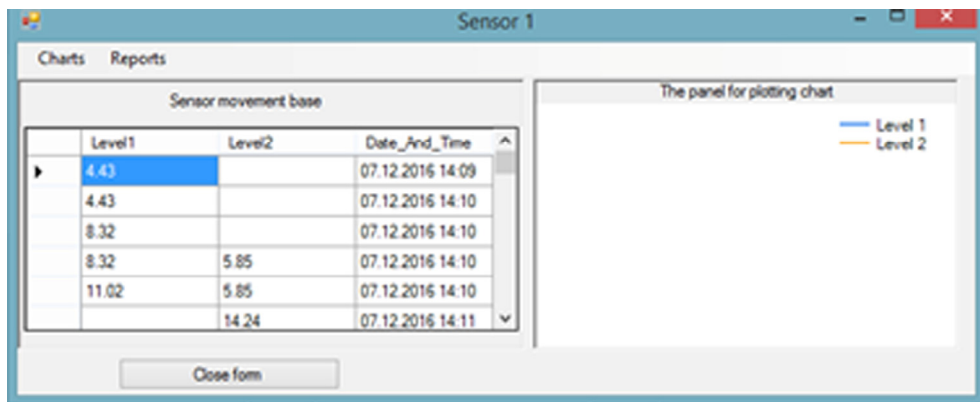 Sensor 1
Charts Reports
Sensor movement base
Level1 Level2 Date_And_Time
4.43 07.12.2016 14:09
4.43 07.12.2016 14:10
8.32 07.12.2016 14:10
8.32 5.85 07.12.2016 14:10
11.02 5.85 07.12.2016 14:10
14.24 07.12.2016 14:11
Close form
The panel for plotting chart
Level 1
Level 2